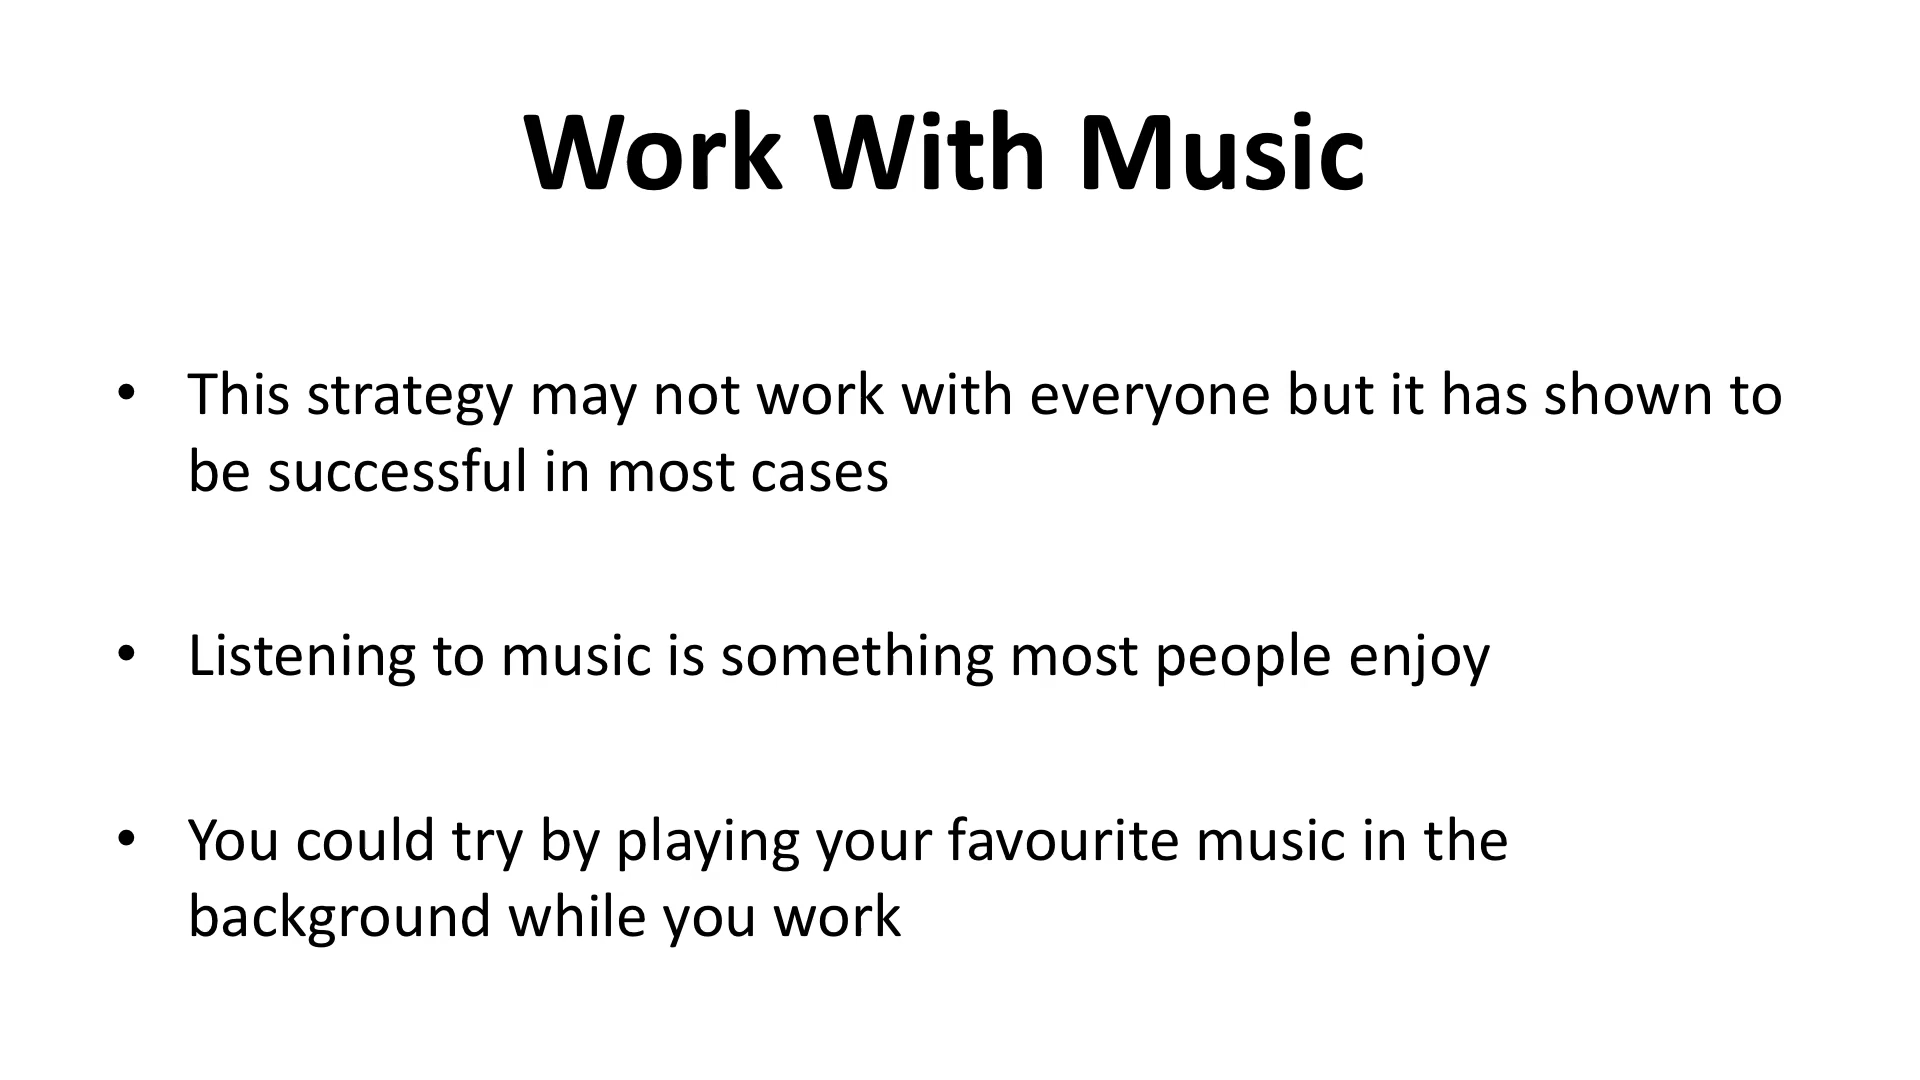 Work With Music
• This strategy may not work with everyone but it has shown to
be successful in most cases
• Listening to music is something most people enjoy
• You could try by playing your favourite music in the
background while you work